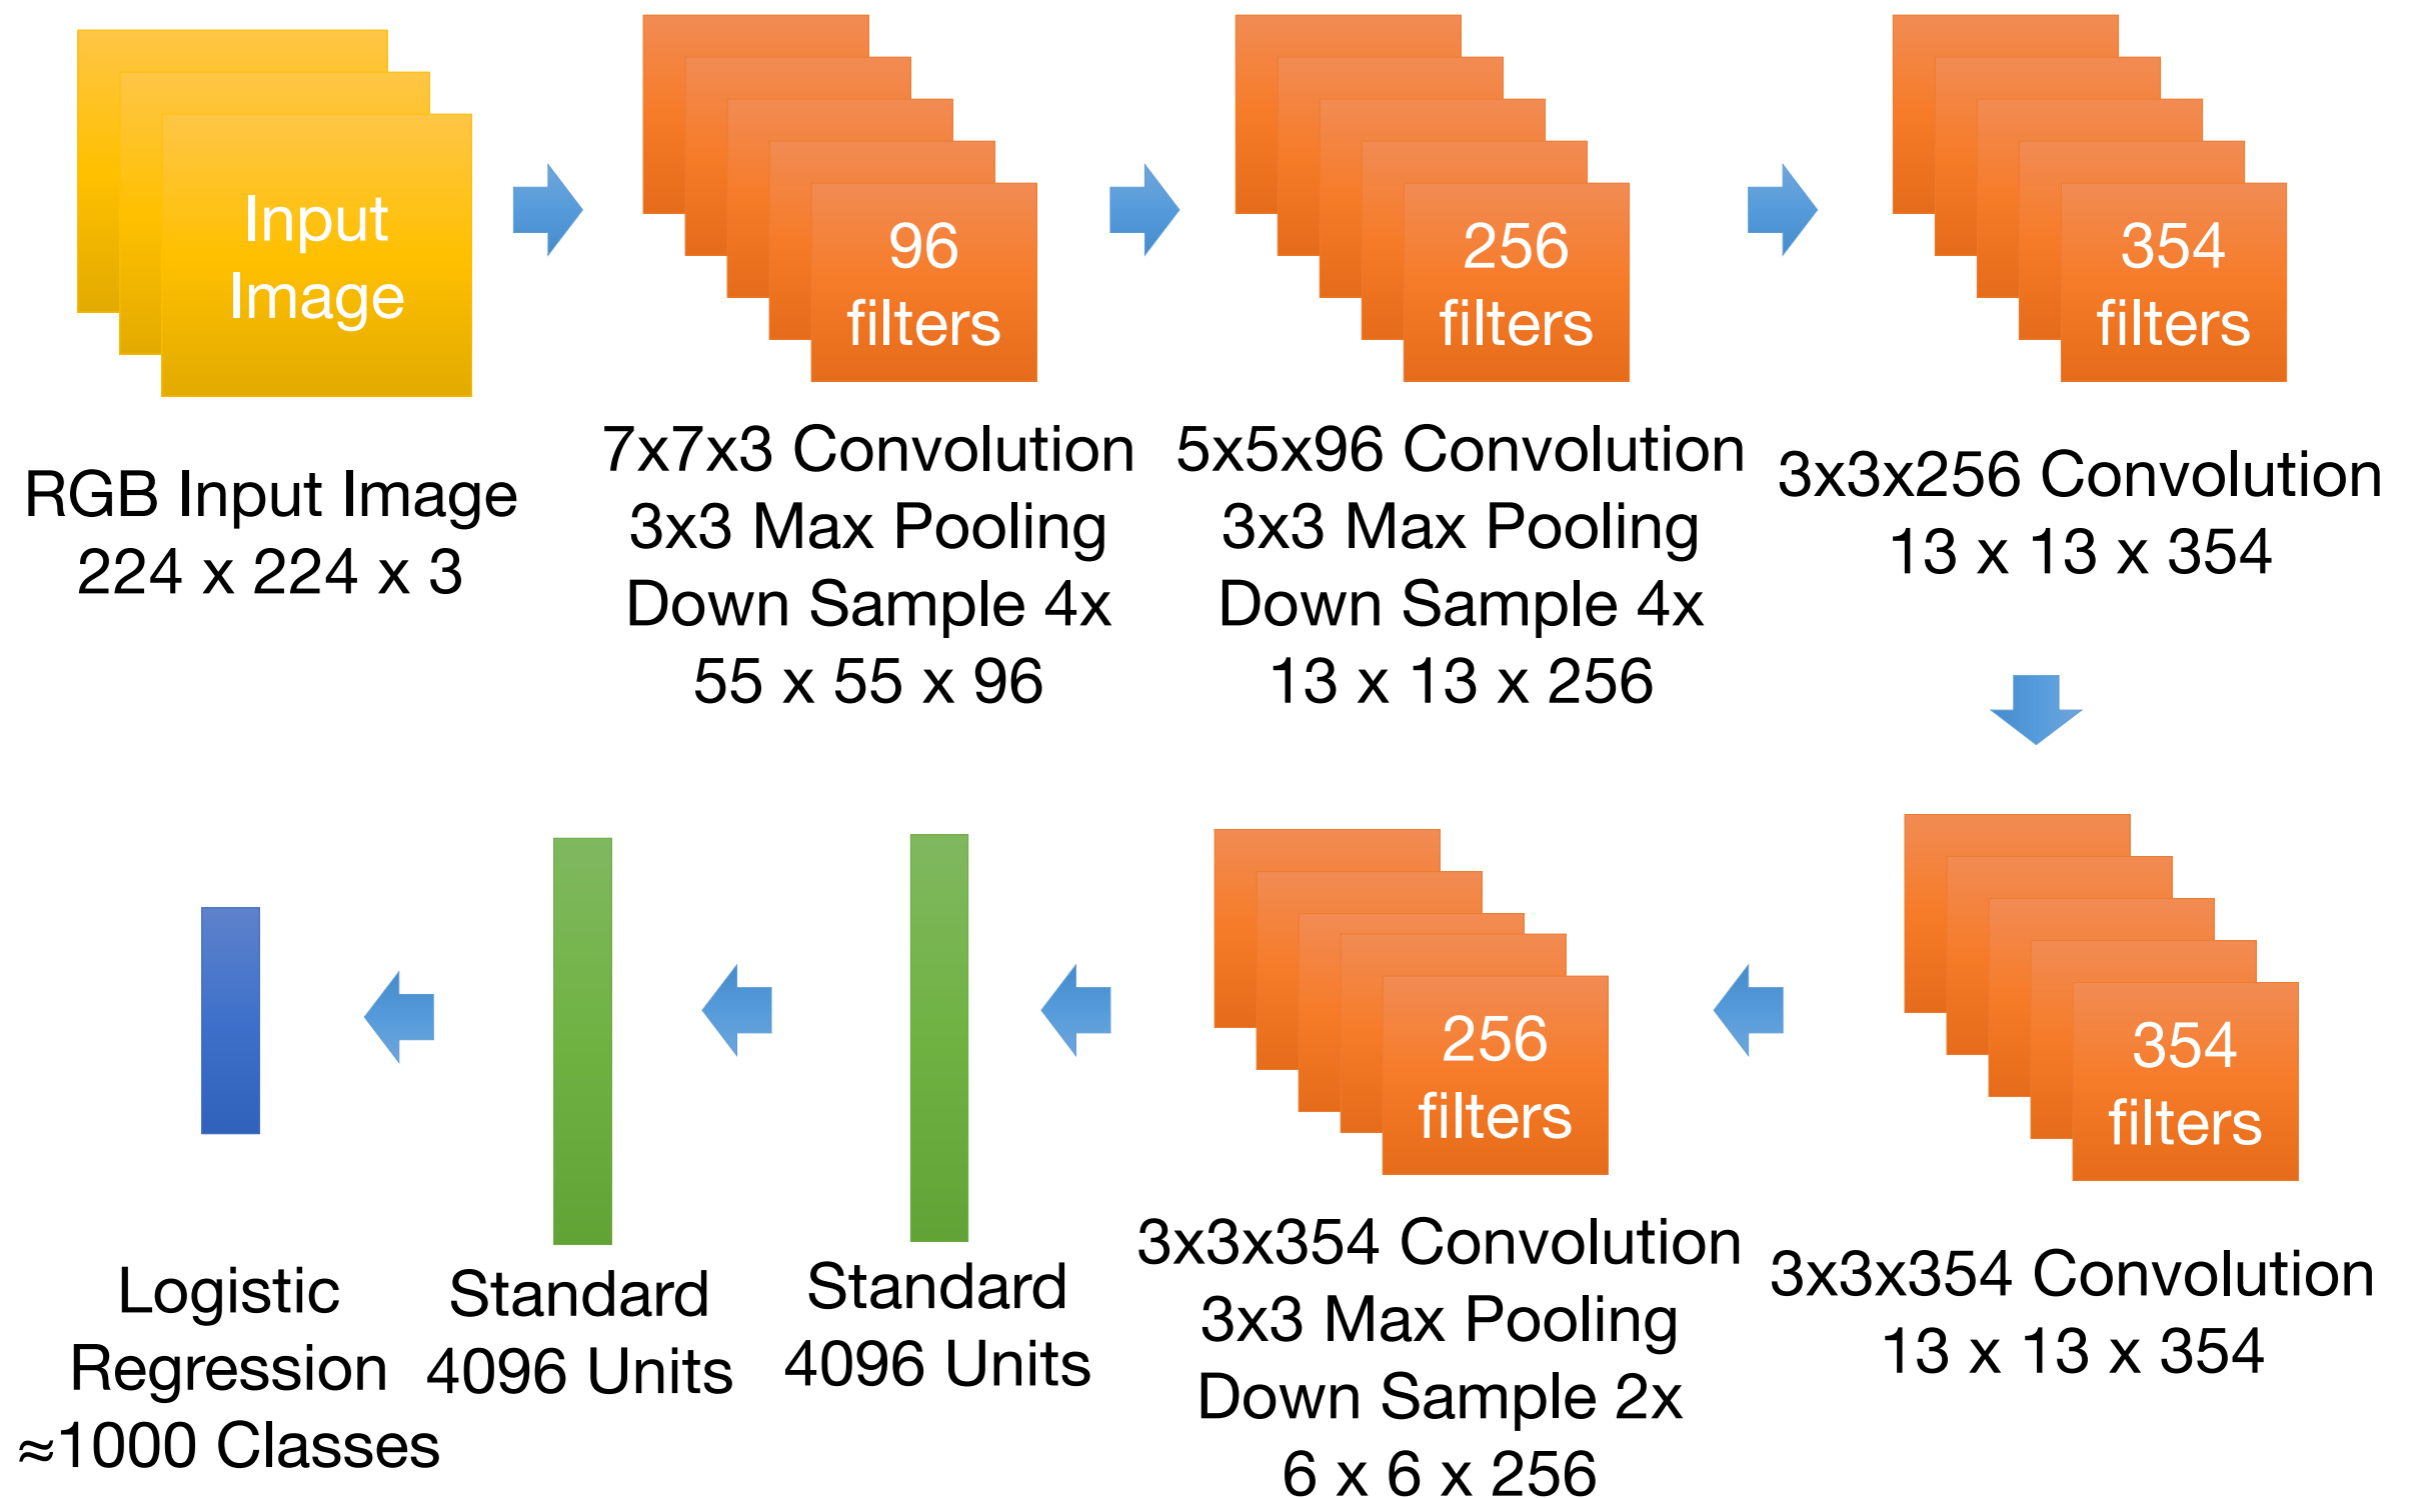 Input
Image
RGB Input Image
224 x 224 x 3
96
filters
7x7x3 Convolution
3x3 Max Pooling
Down Sample 4x
55 x 55 x 96
256
filters
5x5x96 Convolution
3x3 Max Pooling
Down Sample 4x
13 x 13 x 256
354
filters
3x3x256 Convolution
13 x 13 x 354
354
filters
3x3x354 Convolution
13 x 13 x 354
256
filters
3x3x354 Convolution
3x3 Max Pooling
Down Sample 2x
6 x 6 x 256
Standard
4096 Units
Standard
4096 Units
Logistic
Regression
≈1000 Classes